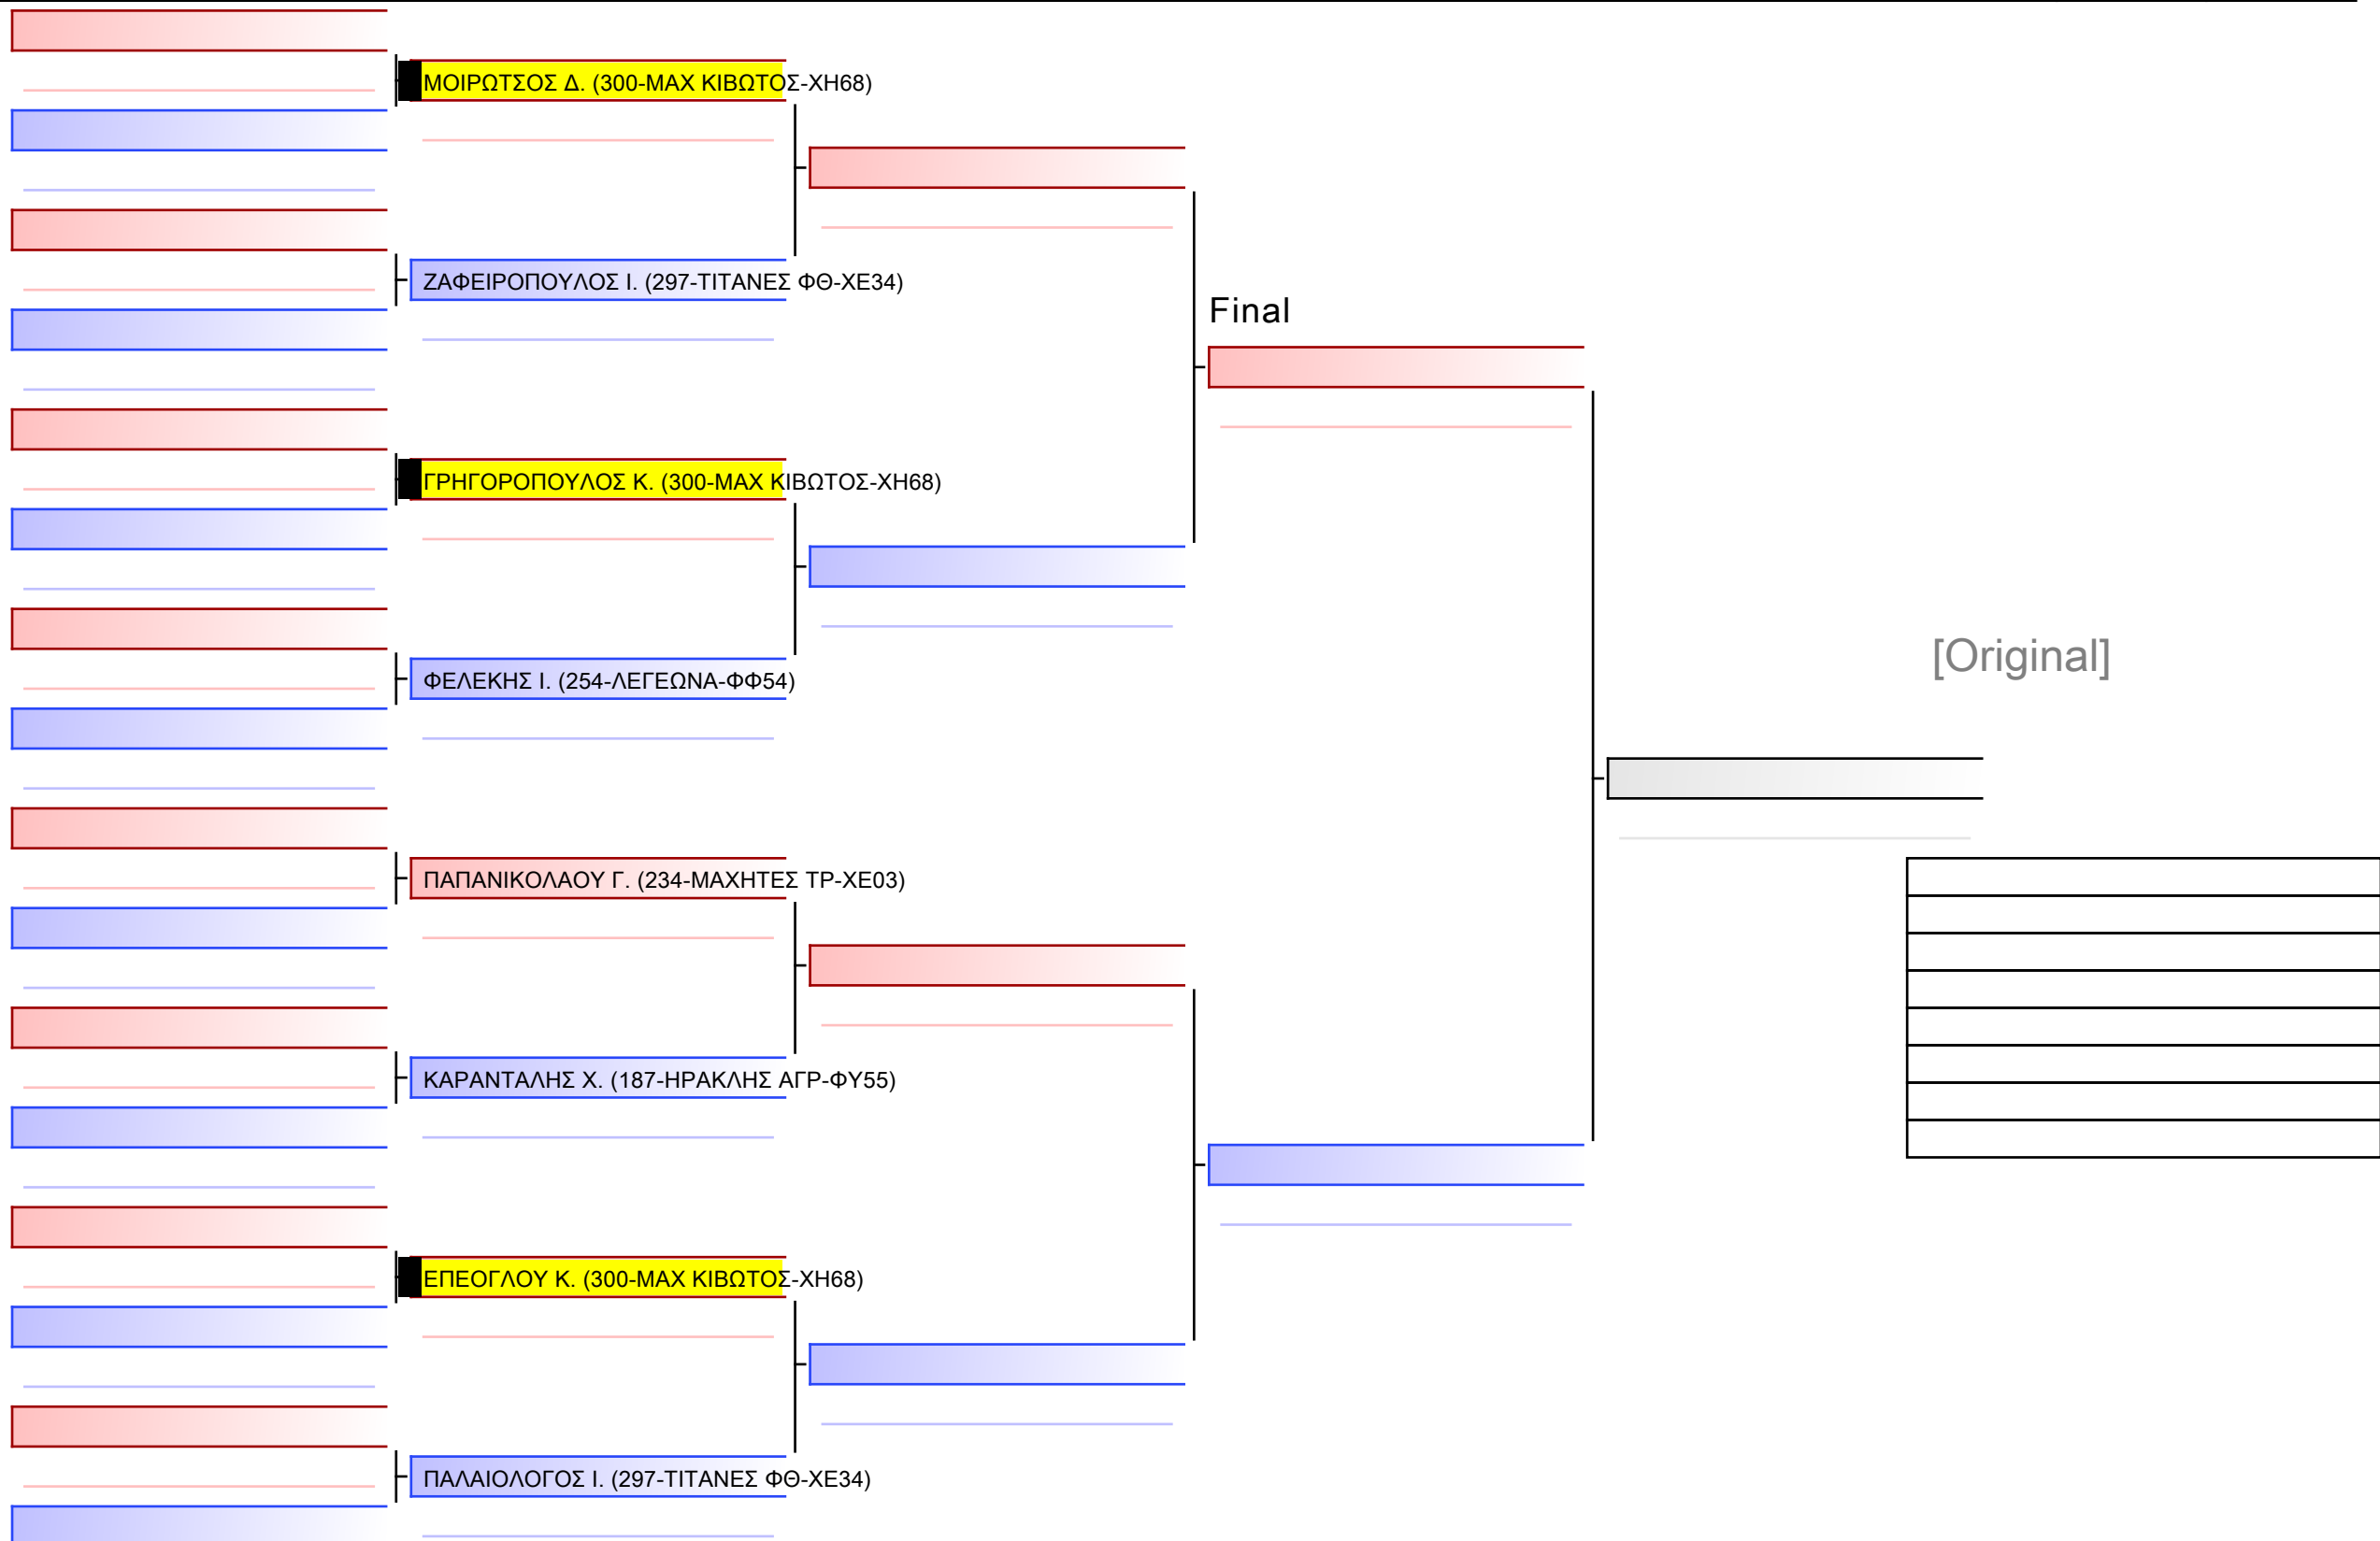 ΜΟΙΡΩΤΣΟΣ Δ. (300-ΜΑΧ ΚΙΒΩΤΟΣ-ΧΗ68)
ΖΑΦΕΙΡΟΠΟΥΛΟΣ Ι. (297-ΤΙΤΑΝΕΣ ΦΘ-ΧΕ34)
Final
ΓΡΗΓΟΡΟΠΟΥΛΟΣ Κ. (300-ΜΑΧ ΚΙΒΩΤΟΣ-ΧΗ68)
ΦΕΛΕΚΗΣ Ι. (254-ΛΕΓΕΩΝΑ-ΦΦ54)
[Original]
ΠΑΠΑΝΙΚΟΛΑΟΥ Γ. (234-ΜΑΧΗΤΕΣ ΤΡ-ΧΕ03)
ΚΑΡΑΝΤΑΛΗΣ Χ. (187-ΗΡΑΚΛΗΣ ΑΓΡ-ΦΥ55)
ΕΠΕΟΓΛΟΥ Κ. (300-ΜΑΧ ΚΙΒΩΤΟΣ-ΧΗ68)
ΠΑΛΑΙΟΛΟΓΟΣ Ι. (297-ΤΙΤΑΝΕΣ ΦΘ-ΧΕ34)